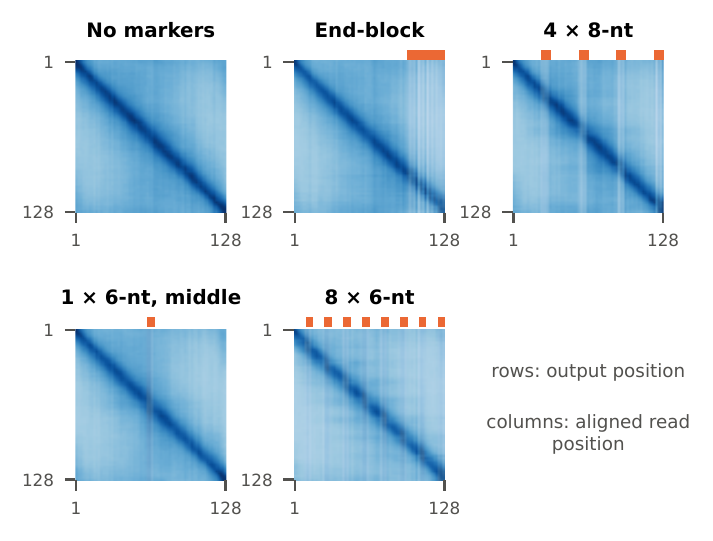 No markers
End-block
4 × 8-nt
1
1
1
128
128
128
1
128
1
128
1
128
1 × 6-nt, middle
8 × 6-nt
1
1
rows: output position
columns: aligned read
position
128
128
1
128
1
128